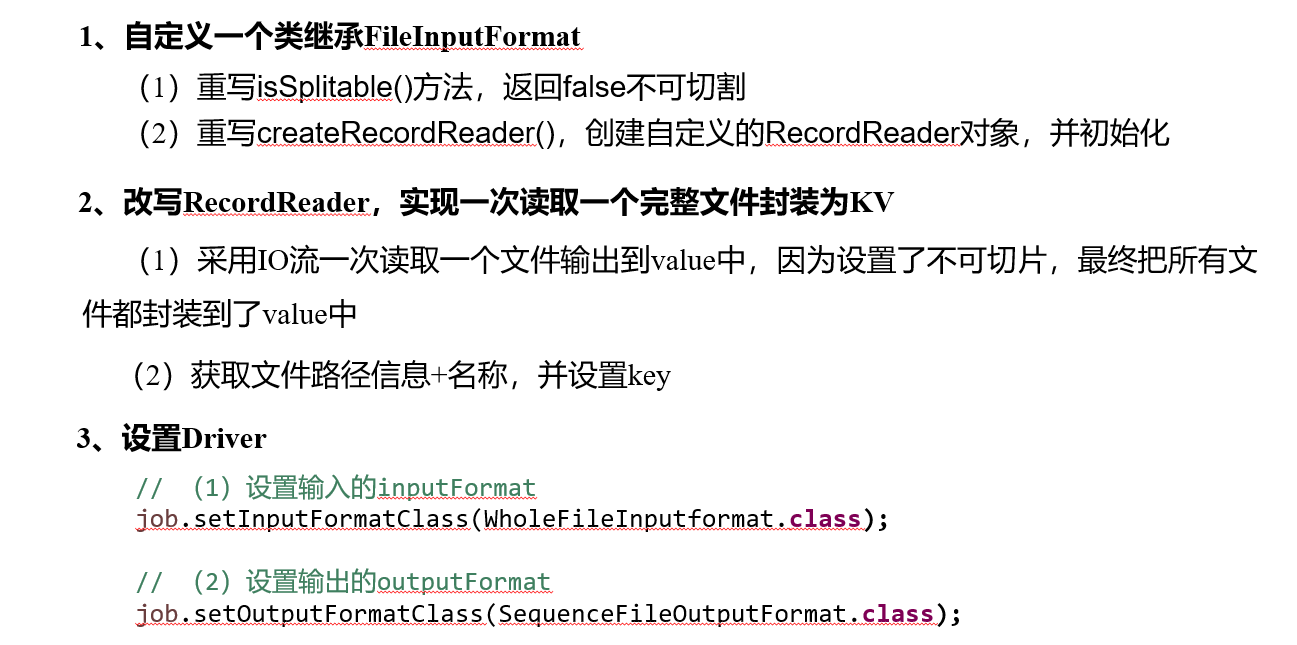 1、自定义一个类继承FileInputFormat
（1）重写isSplitable()方法，返回false不可切割
（2）重写createRecordReader()，创建自定义的RecordReader对象，并初始化
2、改写RecordReader，实现一次读取一个完整文件封装为KV
（1）采用IO流一次读取一个文件输出到value中，因为设置了不可切片，最终把所有文
件都封装到了value中
（2）获取文件路径信息+名称，并设置key
3、设置Driver
// （1）设置输入的inputFormat
job.setInputFormatClass(WholeFileInputformat.class);
// （2）设置输出的outputFormat
job.setOutputFormatClass(SequenceFileOutputFormat.class);